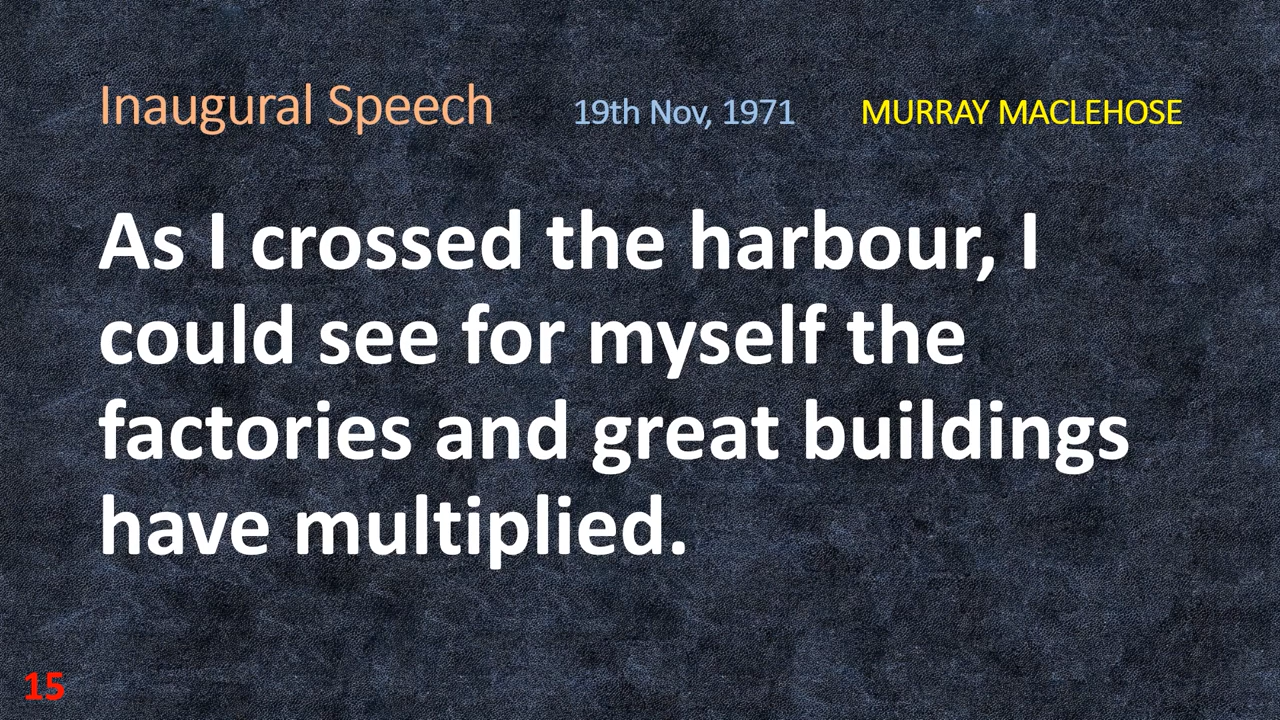 Inaugural Speech 19th Nov, 1971 MURRAY MACLEHOSE
As I crossed the harbour, I
could see for myself the
factories and great buildings
have multiplied.
15